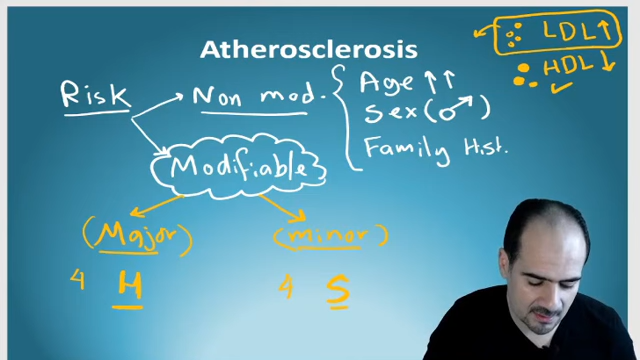 Atherosclerosis
LDL↑
HDL↓
Risk
Non mod.
Age ↑↑
Sex (♂)
Family Hist.
Modifiable
(Major)
(minor)
4 H
4 S